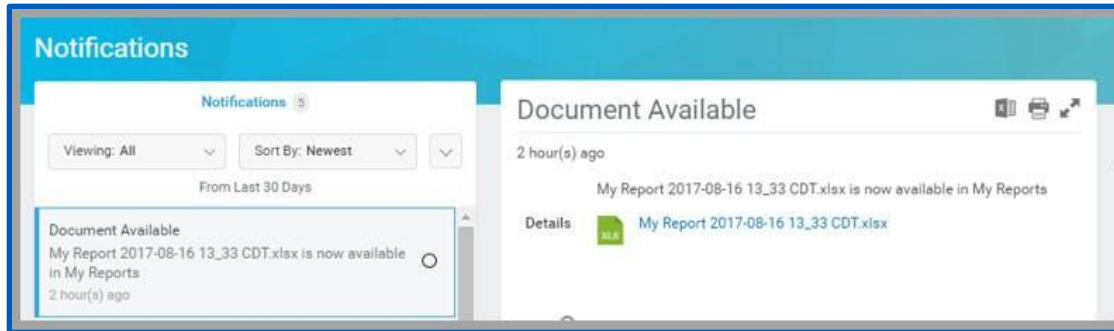 Notifications
Notifications 5
Viewing: All
Sort By: Newest
From Last 30 Days
Document Available
My Report 2017-08-16 13_33 CDT.xlsx is now available
in My Reports
2 hour(s) ago
Document Available
2 hour(s) ago
My Report 2017-08-16 13_33 CDT.xlsx is now available in My Reports
Details
XLX
My Report 2017-08-16 13_33 CDT.xlsx